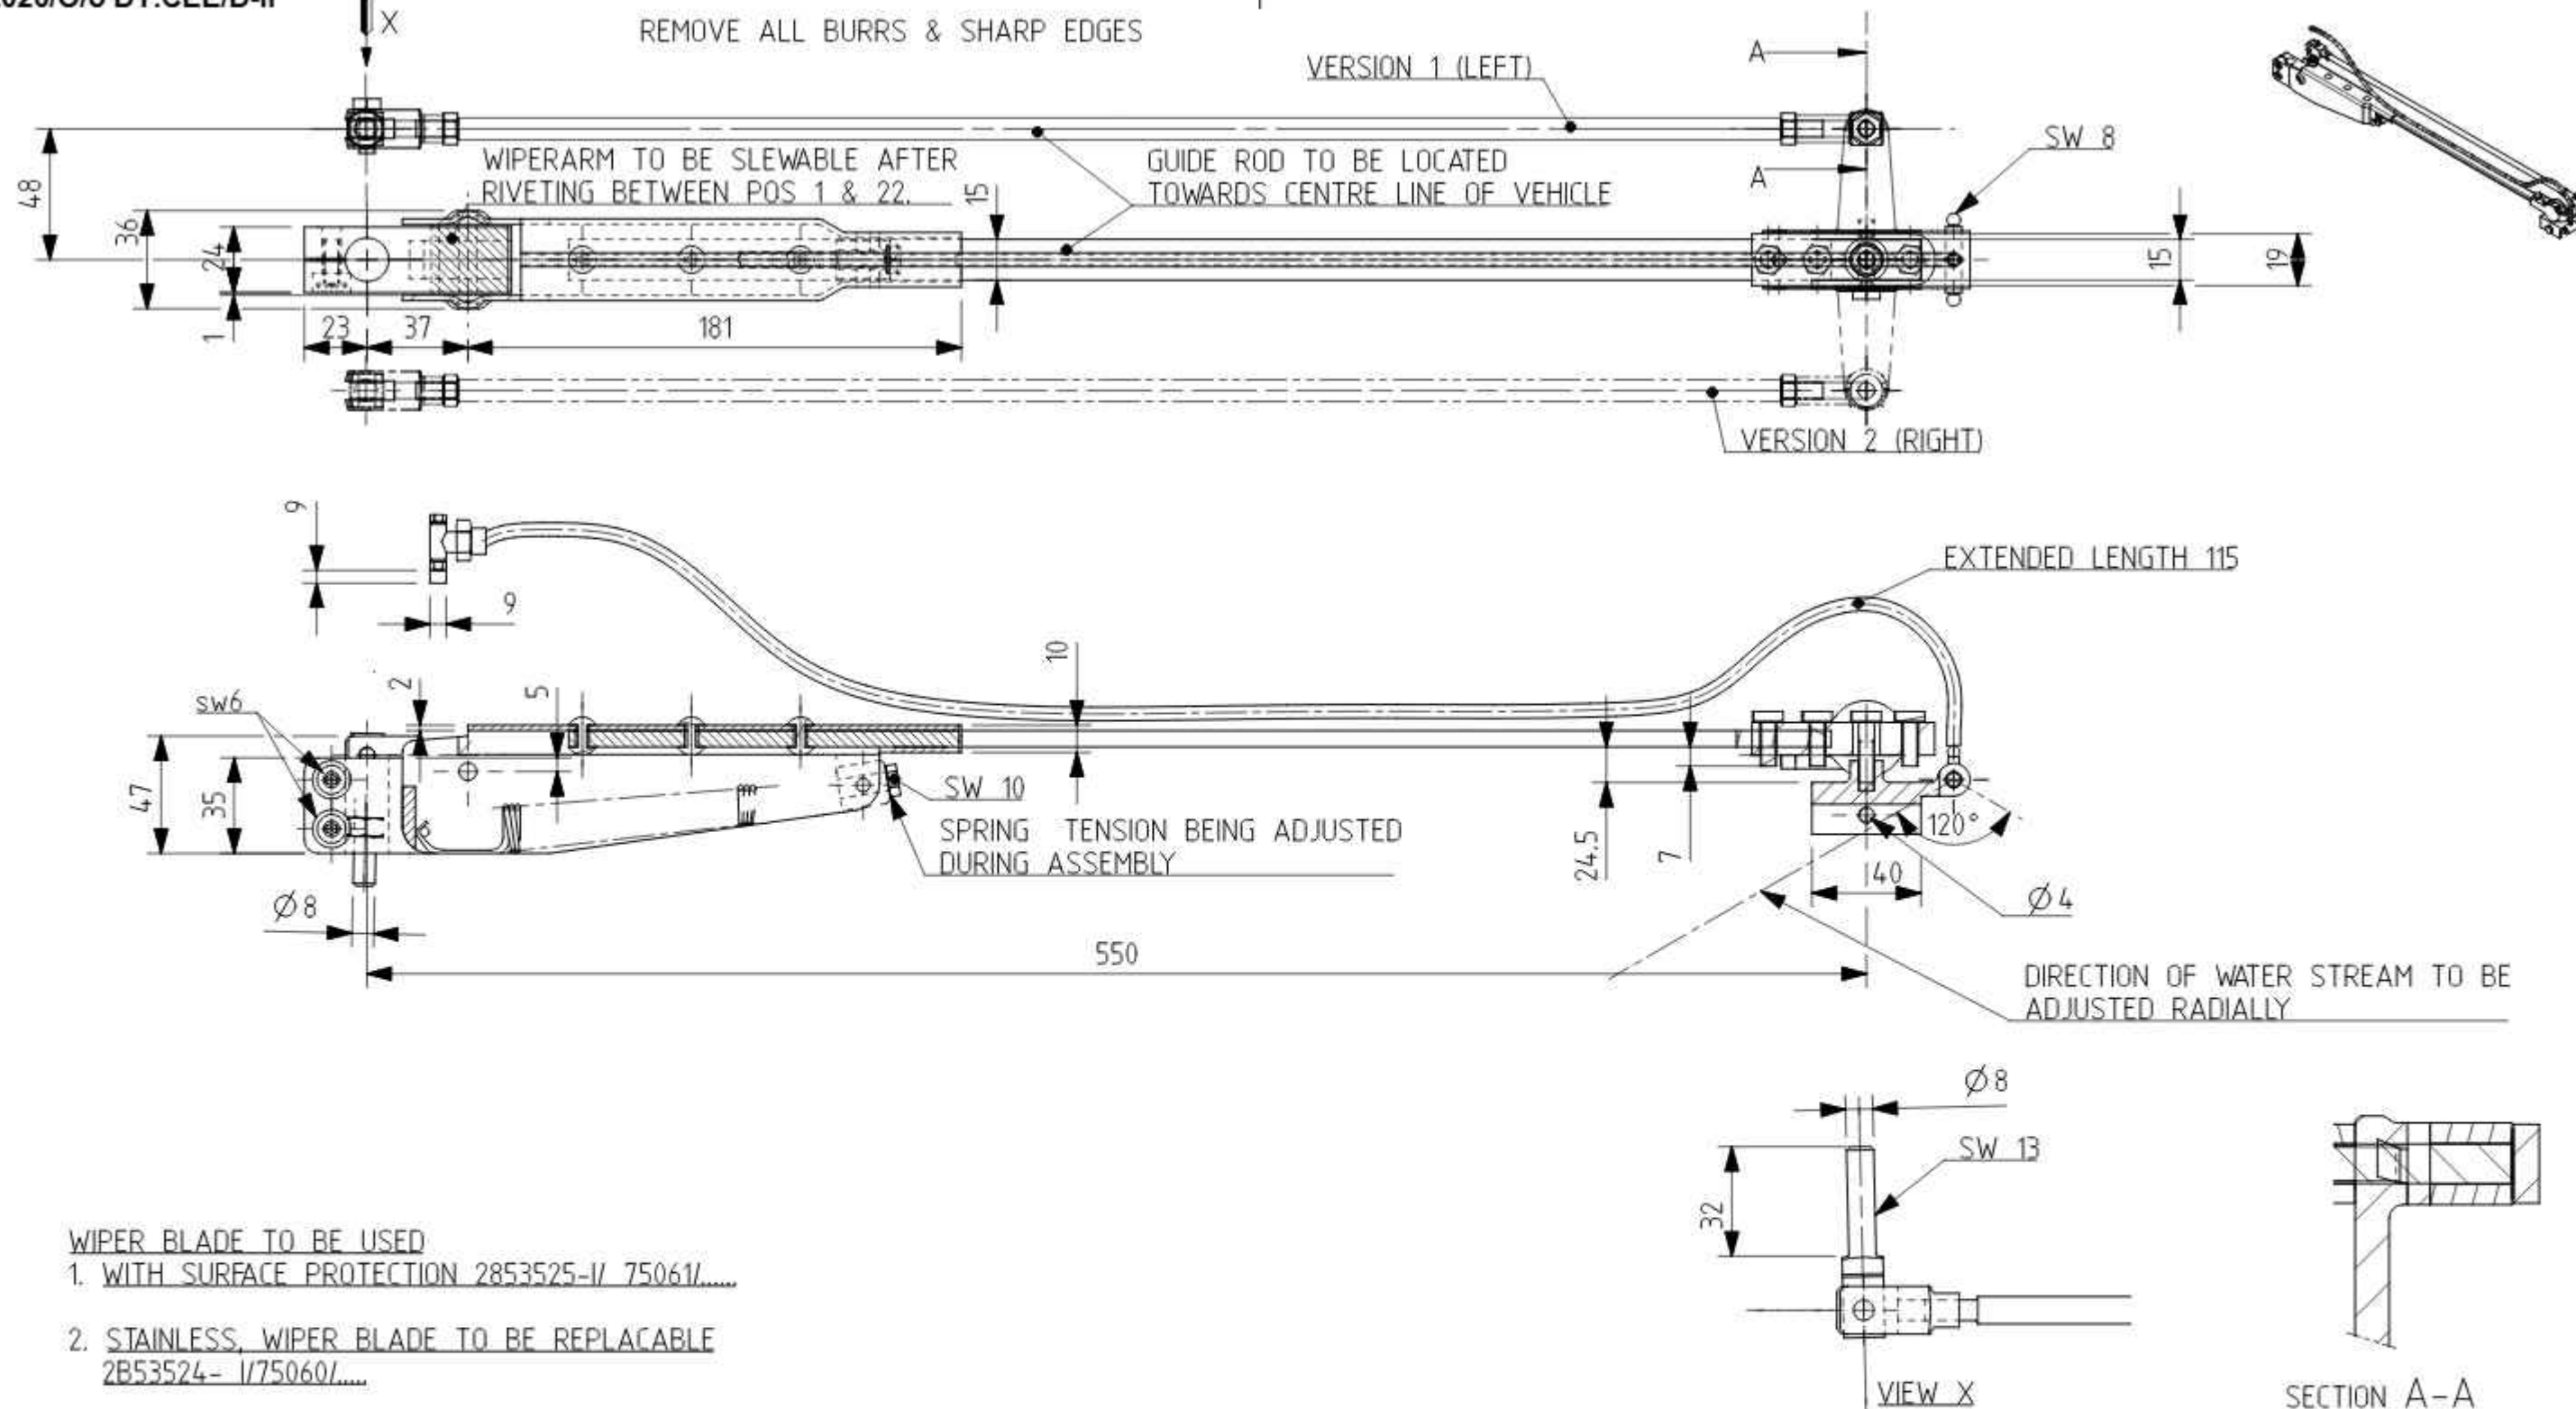 X
REMOVE ALL BURRS & SHARP EDGES
VERSION 1 (LEFT)
A
SW 8
WIPERARM TO BE SLEWABLE AFTER
RIVETING BETWEEN POS 1 & 22.
GUIDE ROD TO BE LOCATED
TOWARDS CENTRE LINE OF VEHICLE
A
48
36
24
1
15
15
19
23
37
181
VERSION 2 (RIGHT)
9
9
EXTENDED LENGTH 115
10
2
5
sw6
47
35
SW 10
SPRING TENSION BEING ADJUSTED
DURING ASSEMBLY
24.5
7
120°
40
Ø4
Ø8
550
DIRECTION OF WATER STREAM TO BE
ADJUSTED RADIALLY
Ø8
SW 13
32
WIPER BLADE TO BE USED
1. WITH SURFACE PROTECTION 2853525-I/ 75061/......
2. STAINLESS, WIPER BLADE TO BE REPLACABLE
2B53524- I/75060/.....
VIEW X
SECTION A-A